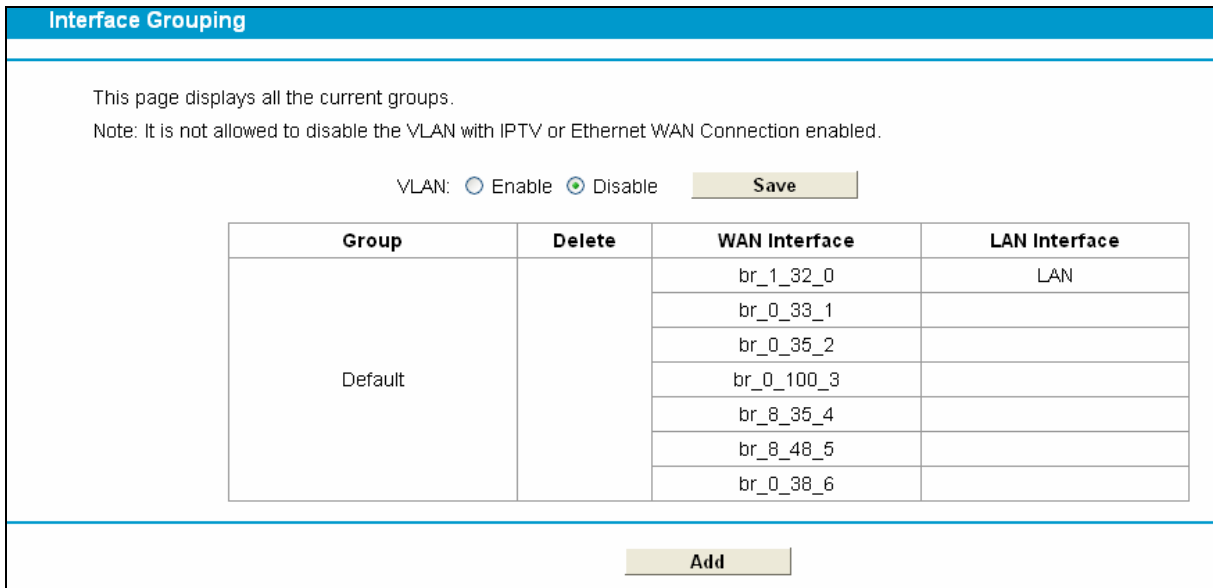 Interface Grouping
This page displays all the current groups.
Note: It is not allowed to disable the VLAN with IPTV or Ethernet WAN Connection enabled.
VLAN: Enable Disable Save
Group Delete WAN Interface LAN Interface
br_1_32_0 LAN
br_0_33_1
br_0_35_2
Default br_0_100_3
br_8_35_4
br_8_48_5
br_0_38_6
Add